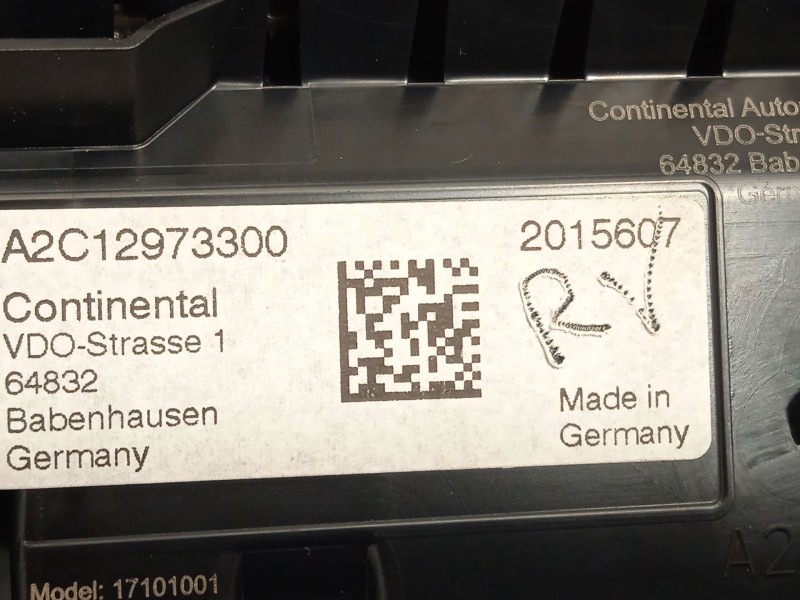 Continental Auto
VDO-Str
64832 Bab
A2C12973300
2015607
Continental
VDO-Strasse 1
64832
Babenhausen
Germany
Made in
Germany
Model: 17101001
A2